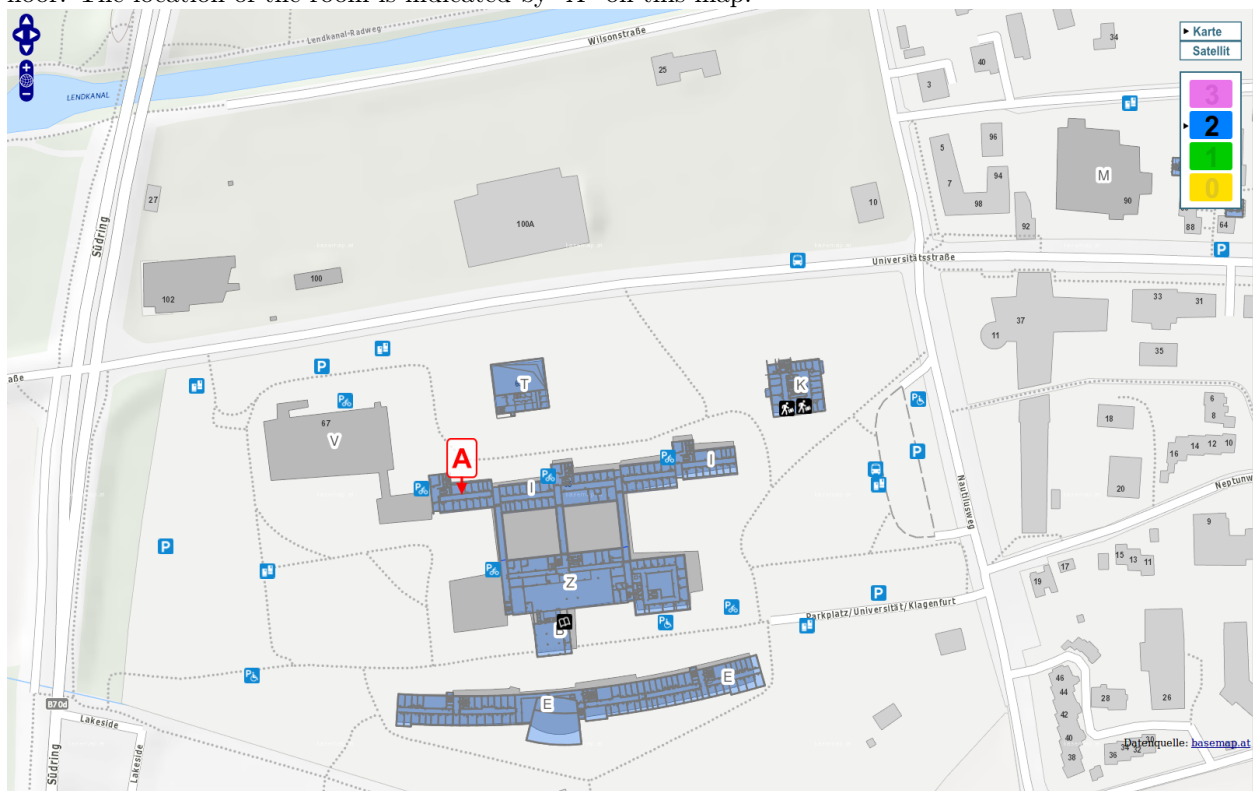 floor. The location of the room is indicated by "A" on this map:
Karte
Satellit
3
2
1
0
Lendkanal-Radweg
Wilsonstraße
LENDKANAL
25
34
40
3
96
5
7
94
98
92
M
90
88
64
27
Südring
100A
10
100
102
Universitätsstraße
P
33
31
37
11
35
aße
P
T
K
67
V
P
18
6
8
A
I
I
P
14
12
10
16
20
Nautilusweg
Neptunw
9
P
15
13
11
17
19
Z
P
Parkplatz/Universität/Klagenfurt
P
P
B
E
E
46
44
42
40
38
28
26
B70d
Lakeside
Lakeside
Südring
36
34
32
30
Datenquelle: basemap.at